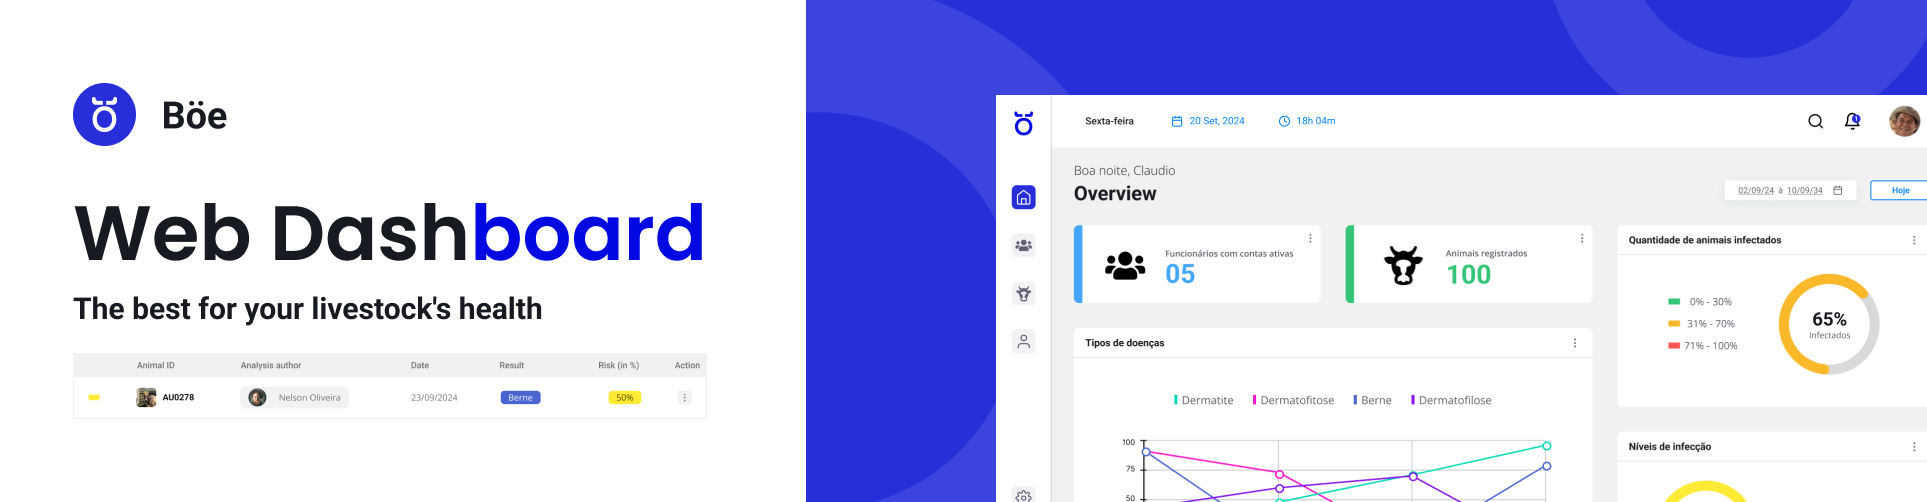 Böe
Web Dashboard
The best for your livestock's health
Animal ID Analysis author Date Result Risk (in %) Action
AU0278 Nelson Oliveira 23/09/2024 Berne 50%
Sexta-feira 20 Set, 2024 18h 04m
1
Boa noite, Claudio
Overview
02/09/24 à 10/09/34 Hoje
Funcionários com contas ativas
05
Animais registrados
100
Quantidade de animais infectados
0% - 30%
31% - 70%
71% - 100%
65%
Infectados
Tipos de doenças
Dermatite Dermatofitose Berne Dermatofilose
100
75
50
Níveis de infecção